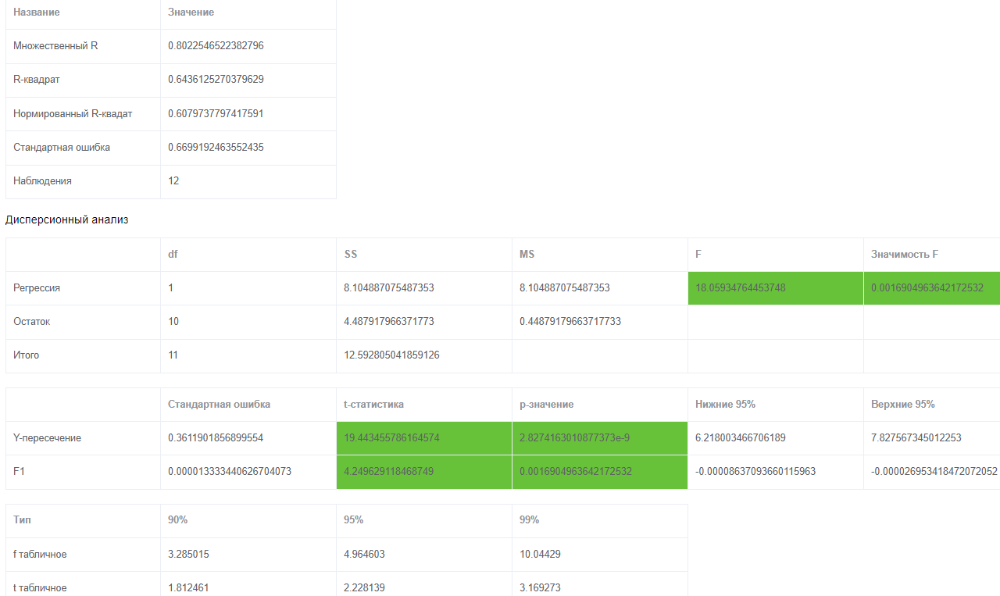 Название Значение
Множественный R 0.8022546522382796
R-квадрат 0.6436125270379629
Нормированный R-квадат 0.6079737797417591
Стандартная ошибка 0.6699192463552435
Наблюдения 12
Дисперсионный анализ
df SS MS F Значимость F
Регрессия 1 8.104887075487353 8.104887075487353 18.05934764453748 0.0016904963642172532
Остаток 10 4.487917966371773 0.44879179663717733
Итого 11 12.592805041859126
Стандартная ошибка t-статистика p-значение Нижние 95% Верхние 95%
Y-пересечение 0.3611901856899554 19.443455786164574 2.8274163010877373e-9 6.218003466706189 7.827567345012253
F1 0.000013333440626704073 4.249629118468749 0.0016904963642172532 -0.00008637093660115963 -0.000026953418472072052
Тип 90% 95% 99%
f табличное 3.285015 4.964603 10.04429
t табличное 1.812461 2.228139 3.169273